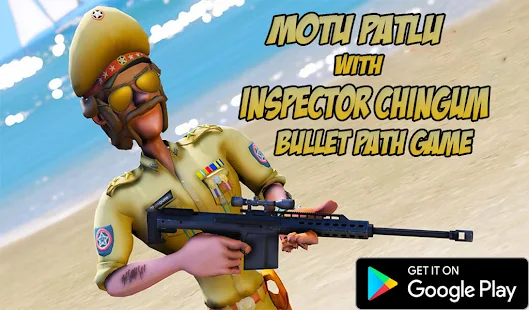 MOTU PATLU
WITH
INSPECTOR CHINGUM
BULLET PATH GAME
GET IT ON
Google Play